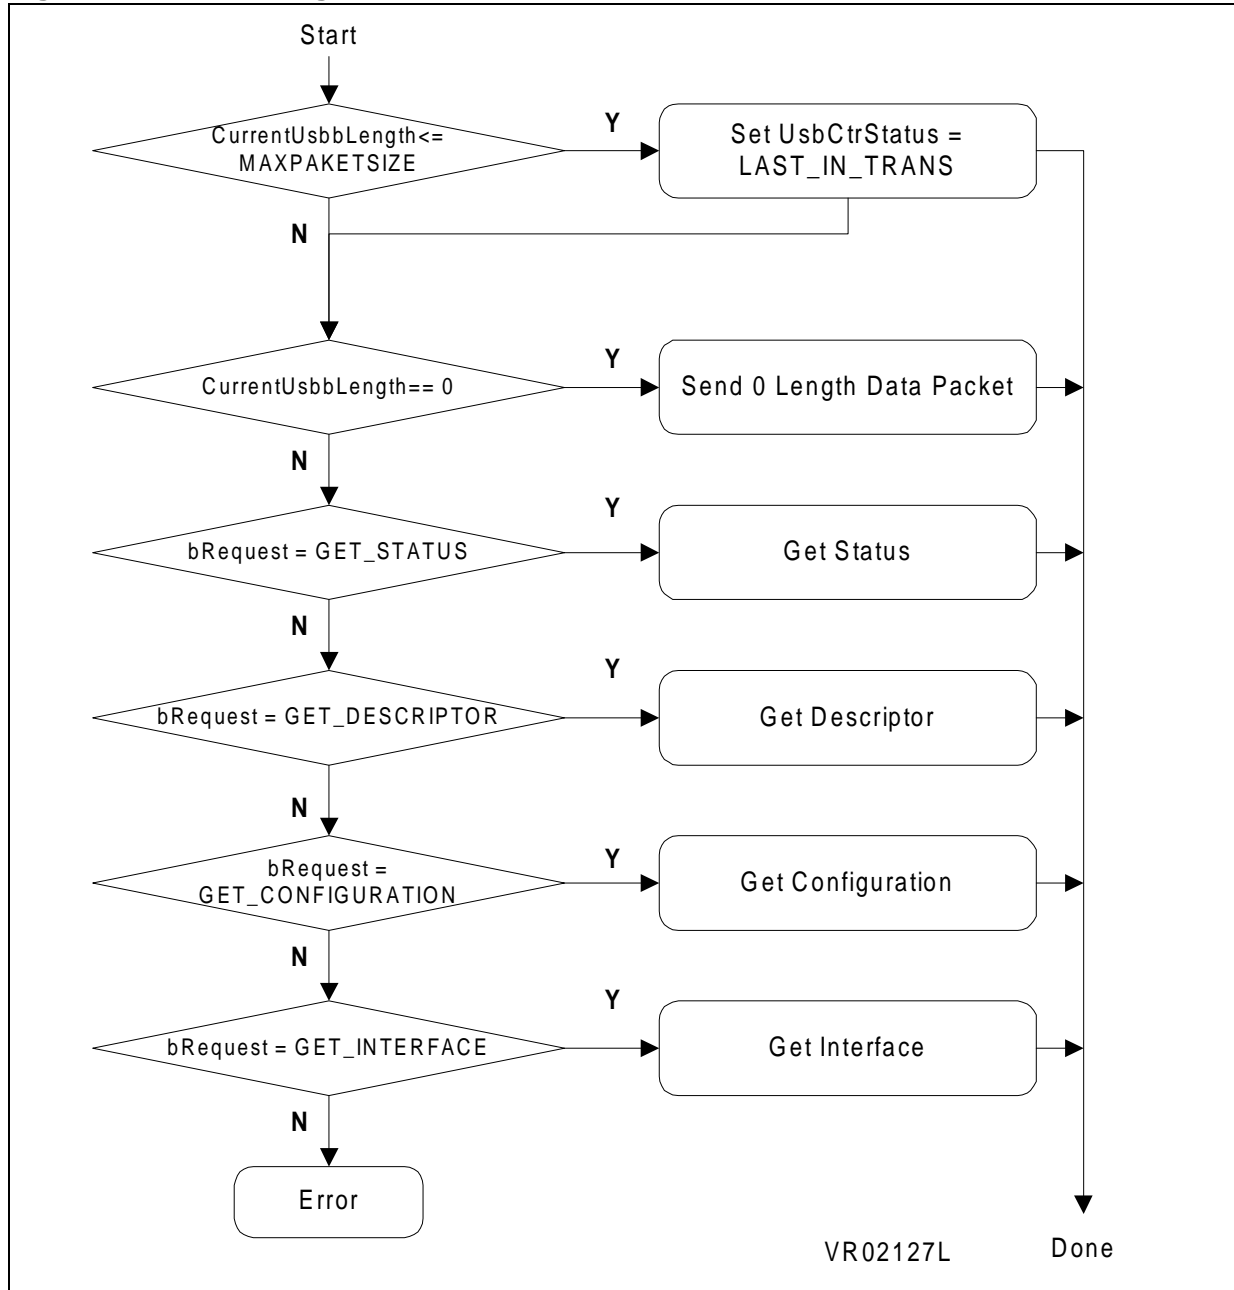 Start
CurrentUsbbLength<=
MAXPAKETSIZE
Y
Set UsbCtrStatus =
LAST_IN_TRANS
N
CurrentUsbbLength== 0
Y
Send 0 Length Data Packet
N
bRequest = GET_STATUS
Y
Get Status
N
bRequest = GET_DESCRIPTOR
Y
Get Descriptor
N
bRequest =
GET_CONFIGURATION
Y
Get Configuration
N
bRequest = GET_INTERFACE
Y
Get Interface
N
Error
VR02127L
Done